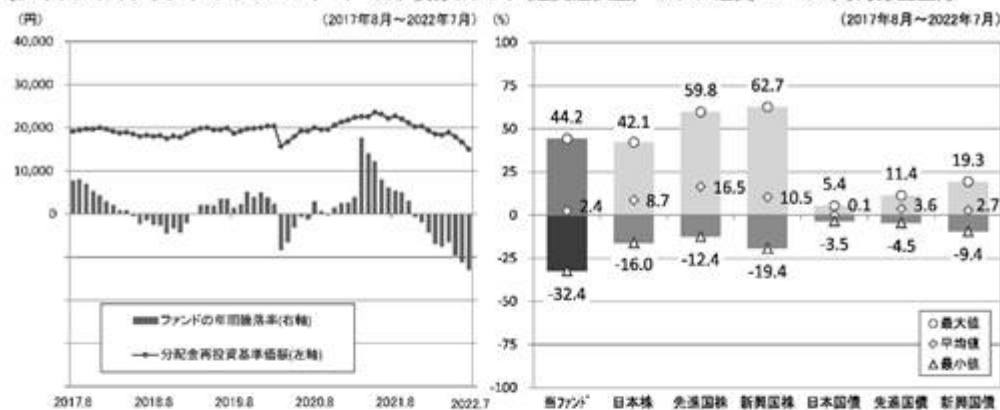 (円)
(2017年8月～2022年7月)
40,000
30,000
20,000
10,000
0
ファンドの年間騰落率(右軸)
分配金再投資基準価額(左軸)
2017.8 2018.8 2019.8 2020.8 2021.8 2022.7
(%)
(2017年8月～2022年7月)
100
75
50
25
0
-25
-50
-75
-100
44.2 42.1 59.8 62.7 5.4 11.4 19.3
2.4 8.7 16.5 10.5 0.1 3.6 2.7
-32.4 -16.0 -12.4 -19.4 -3.5 -4.5 -9.4
最大値
平均値
最小値
当ファンド 日本株 先進国株 新興国株 日本国債 先進国債 新興国債